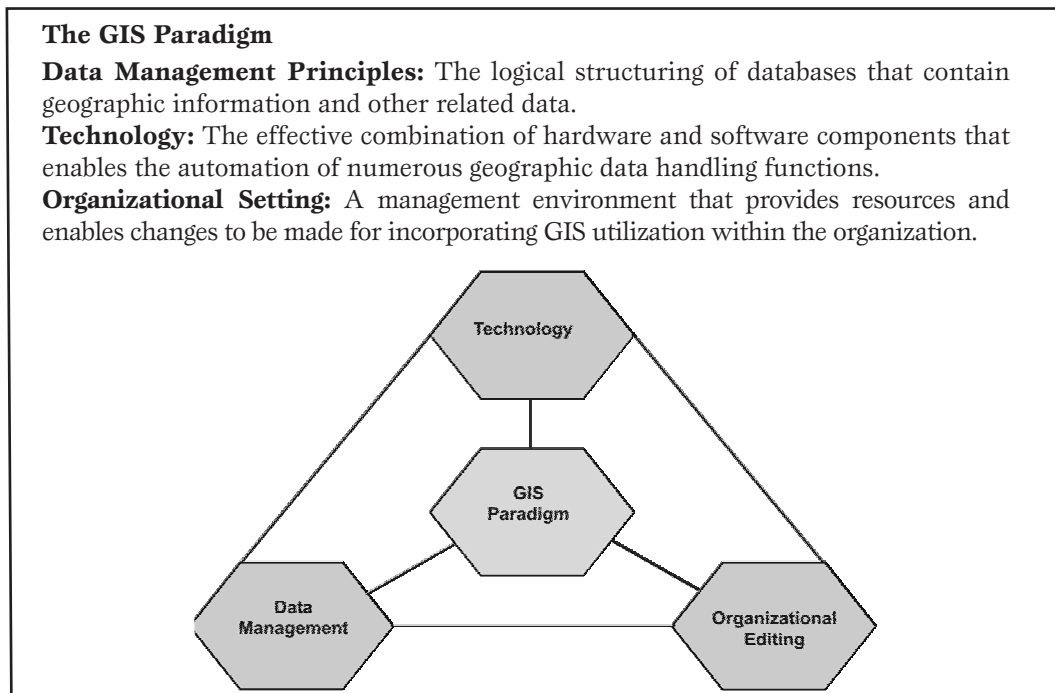 The GIS Paradigm
Data Management Principles: The logical structuring of databases that contain
geographic information and other related data.
Technology: The effective combination of hardware and software components that
enables the automation of numerous geographic data handling functions.
Organizational Setting: A management environment that provides resources and
enables changes to be made for incorporating GIS utilization within the organization.
Technology
GIS
Paradigm
Data
Management
Organizational
Editing